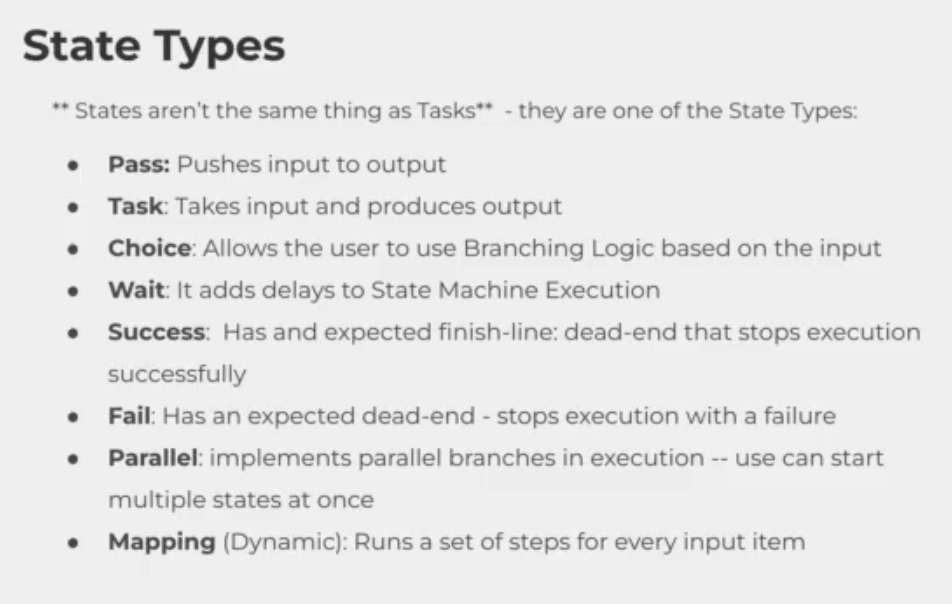 State Types
** States aren't the same thing as Tasks** - they are one of the State Types:
● Pass: Pushes input to output
● Task: Takes input and produces output
● Choice: Allows the user to use Branching Logic based on the input
● Wait: It adds delays to State Machine Execution
● Success: Has and expected finish-line: dead-end that stops execution
successfully
● Fail: Has an expected dead-end - stops execution with a failure
● Parallel: implements parallel branches in execution -- use can start
multiple states at once
● Mapping (Dynamic): Runs a set of steps for every input item